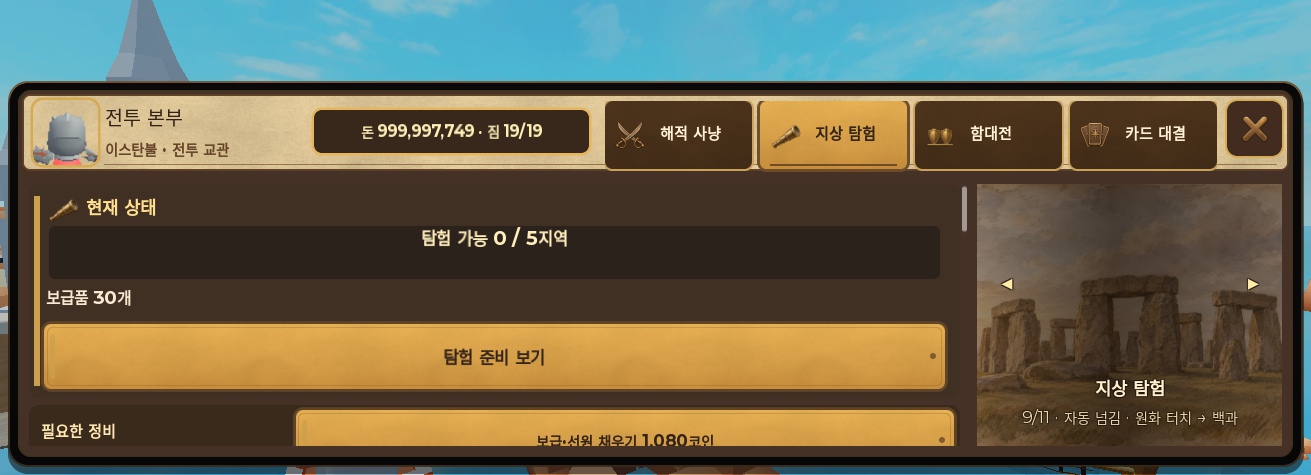 전투 본부
이스탄불 · 전투 교관
돈 999,997,749 · 짐 19/19
해적 사냥
지상 탐험
함대전
카드 대결
현재 상태
탐험 가능 0 / 5지역
보급품 30개
탐험 준비 보기
필요한 정비
보급·선원 채우기 1,080코인
지상 탐험
9/11 · 자동 넘김 · 원화 터치 → 백과